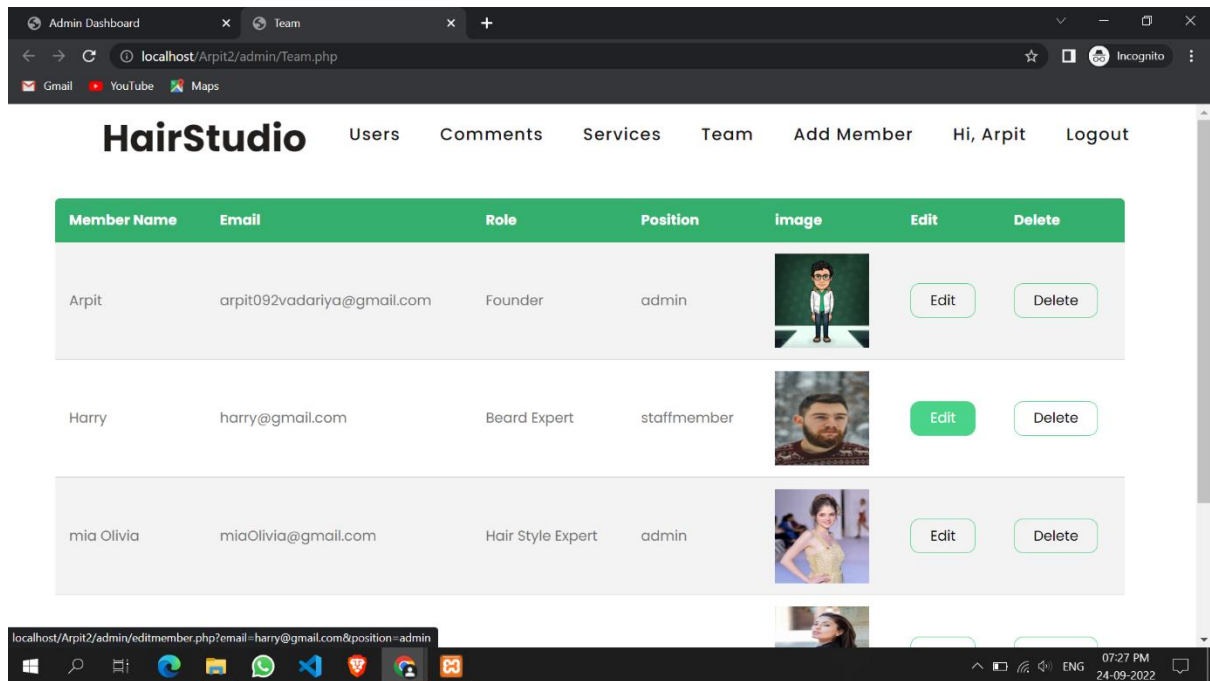 Admin Dashboard
Team
localhost/Arpit2/admin/Team.php
Incognito
Gmail YouTube Maps
HairStudio Users Comments Services Team Add Member Hi, Arpit Logout
Member Name Email Role Position image Edit Delete
Arpit arpit092vadariya@gmail.com Founder admin Edit Delete
Harry harry@gmail.com Beard Expert staffmember Edit Delete
mia Olivia miaOlivia@gmail.com Hair Style Expert admin Edit Delete
localhost/Arpit2/admin/editmember.php?email=harry@gmail.com&position=admin
ENG
07:27 PM
24-09-2022